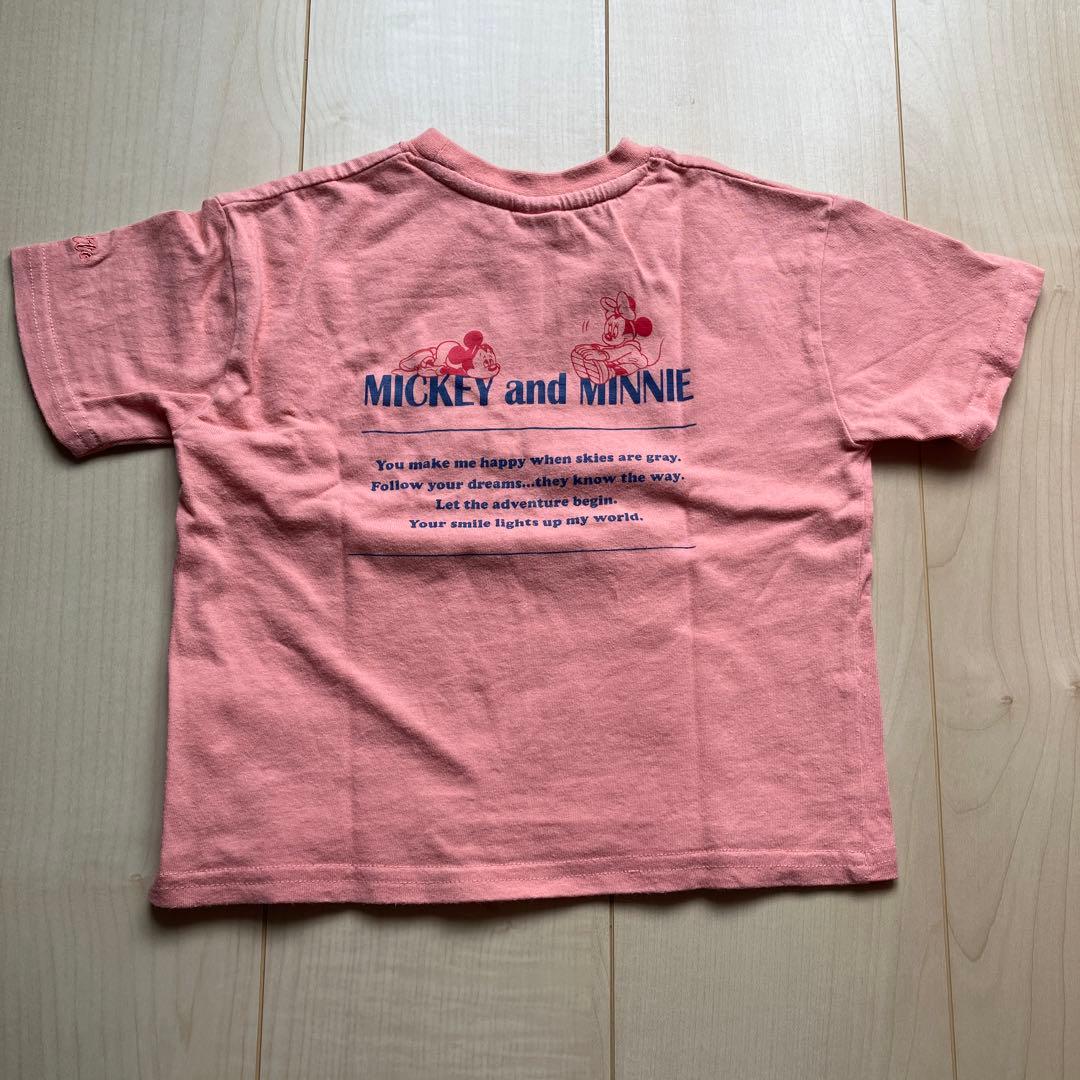 MICKEY and MINNIE
You make me happy when skies are gray.
Follow your dreams...they know the way.
Let the adventure begin.
Your smile lights up my world.